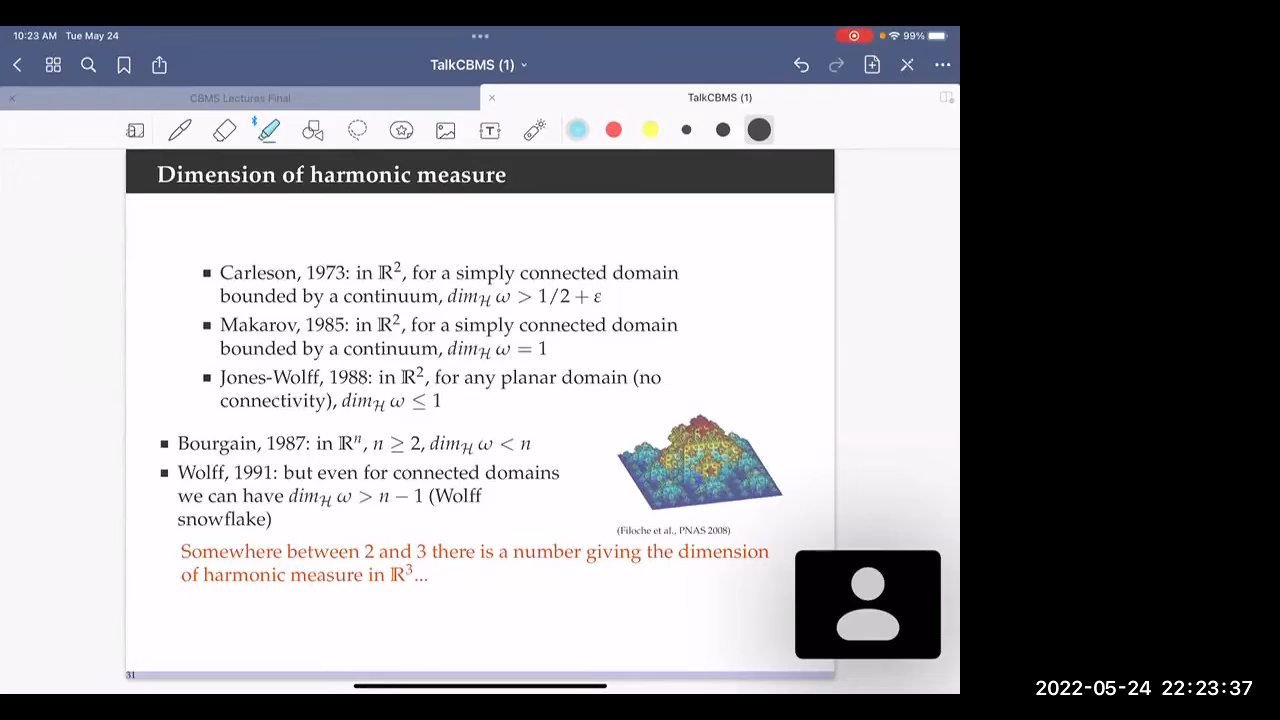 10:23 AM Tue May 24
99%
TalkCBMS (1)
CBMS Lectures Final
TalkCBMS (1)
Dimension of harmonic measure
▪ Carleson, 1973: in ℝ², for a simply connected domain
bounded by a continuum, dim_ℋ ω > 1/2 + ε
▪ Makarov, 1985: in ℝ², for a simply connected domain
bounded by a continuum, dim_ℋ ω = 1
▪ Jones-Wolff, 1988: in ℝ², for any planar domain (no
connectivity), dim_ℋ ω ≤ 1
▪ Bourgain, 1987: in ℝⁿ, n ≥ 2, dim_ℋ ω < n
▪ Wolff, 1991: but even for connected domains
we can have dim_ℋ ω > n − 1 (Wolff
snowflake)
(Filoche et al., PNAS 2008)
Somewhere between 2 and 3 there is a number giving the dimension
of harmonic measure in ℝ³...
31
2022-05-24 22:23:37